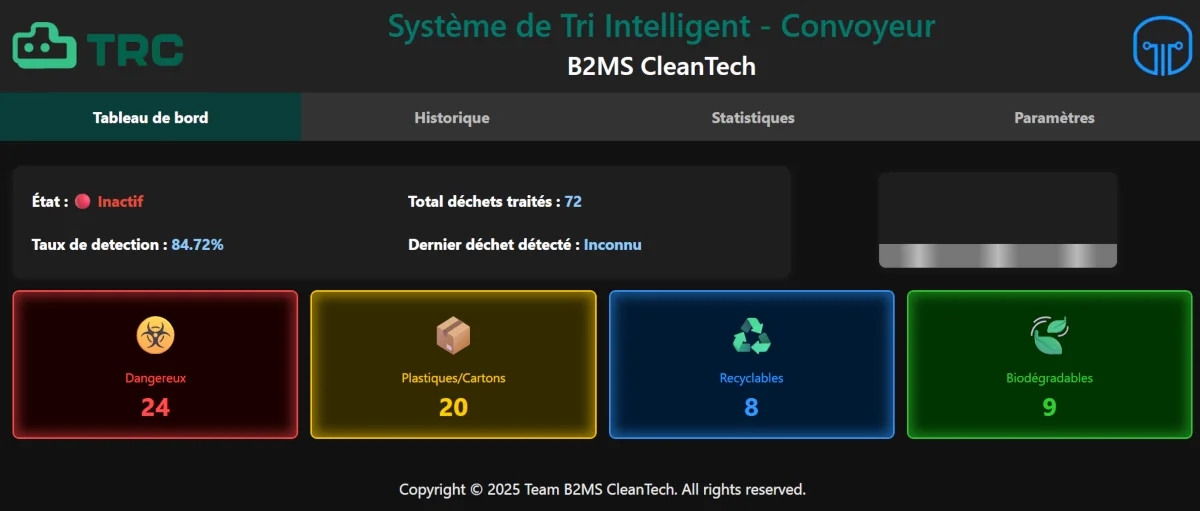 TRC
Système de Tri Intelligent - Convoyeur
B2MS CleanTech
Tableau de bord
Historique
Statistiques
Paramètres
État : Inactif
Total déchets traités : 72
Taux de detection : 84.72%
Dernier déchet détecté : Inconnu
Dangereux
24
Plastiques/Cartons
20
Recyclables
8
Biodégradables
9
Copyright © 2025 Team B2MS CleanTech. All rights reserved.